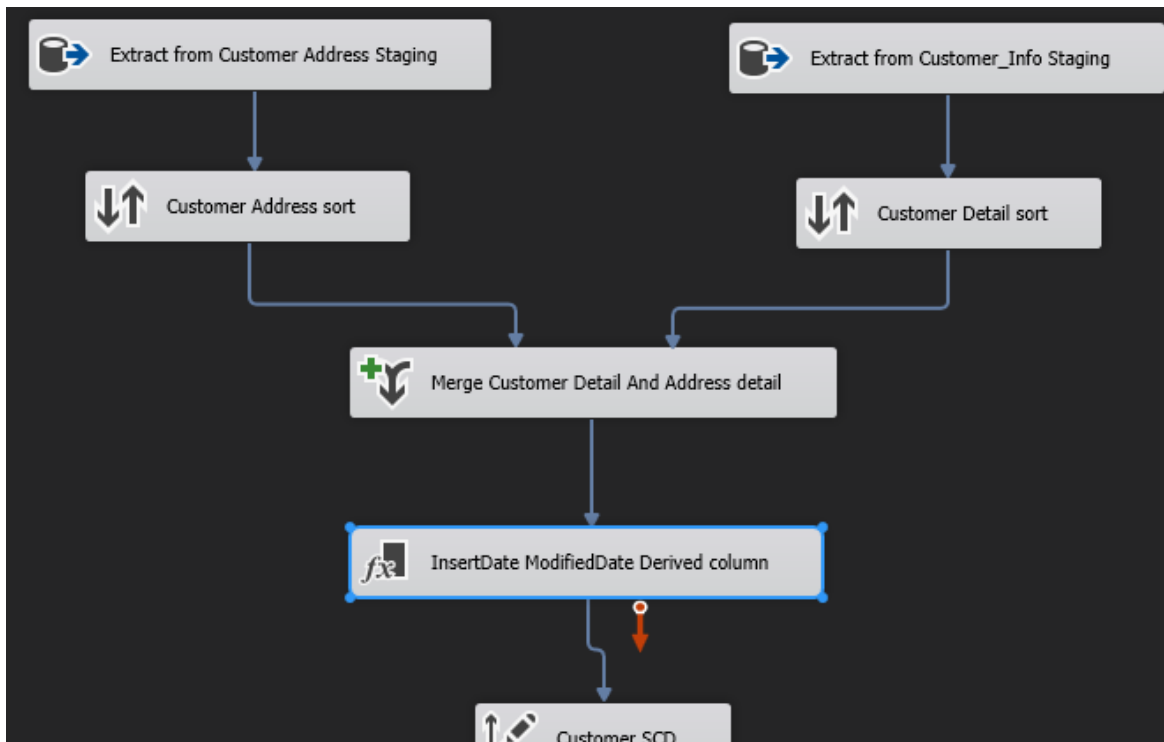 Extract from Customer Address Staging
Extract from Customer_Info Staging
Customer Address sort
Customer Detail sort
Merge Customer Detail And Address detail
fx InsertDate ModifiedDate Derived column
Customer SCD